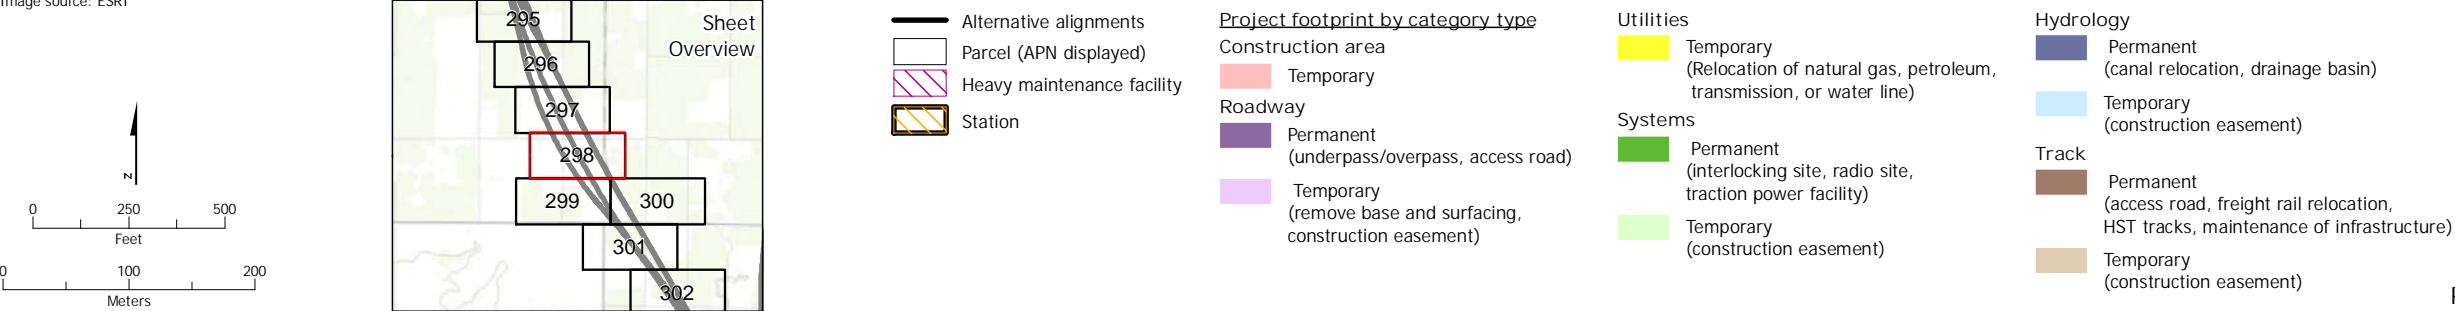 Image source: ESRI
N
0 250 500
Feet
0 100 200
Meters
Sheet
Overview
295
296
297
298
299 300
301
302
Alternative alignments
Parcel (APN displayed)
Heavy maintenance facility
Station
Project footprint by category type
Construction area
Temporary
Roadway
Permanent
(underpass/overpass, access road)
Temporary
(remove base and surfacing,
construction easement)
Utilities
Temporary
(Relocation of natural gas, petroleum,
transmission, or water line)
Systems
Permanent
(interlocking site, radio site,
traction power facility)
Temporary
(construction easement)
Hydrology
Permanent
(canal relocation, drainage basin)
Temporary
(construction easement)
Track
Permanent
(access road, freight rail relocation,
HST tracks, maintenance of infrastructure)
Temporary
(construction easement)